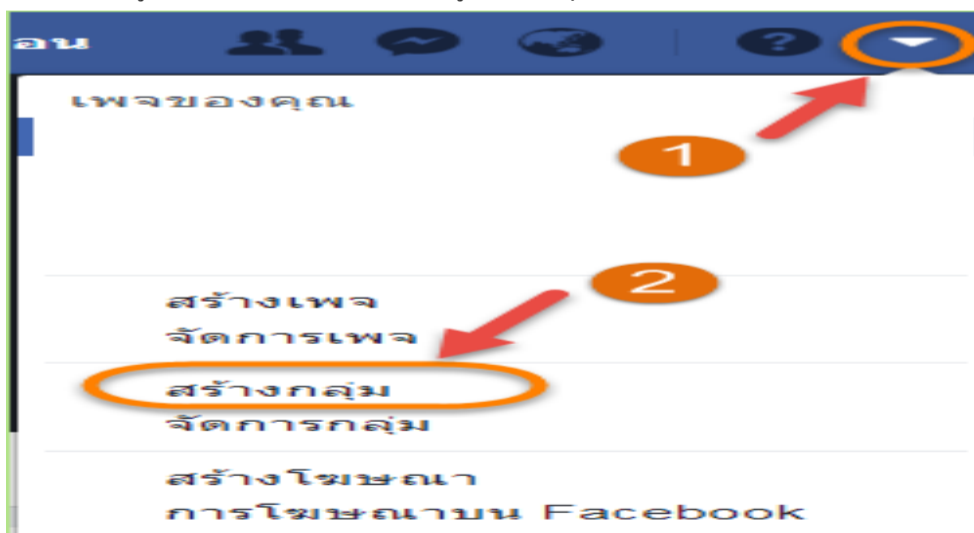 อน
เพจของคุณ
1
2
สร้างเพจ
จัดการเพจ
สร้างกลุ่ม
จัดการกลุ่ม
สร้างโฆษณา
การโฆษณาบน Facebook